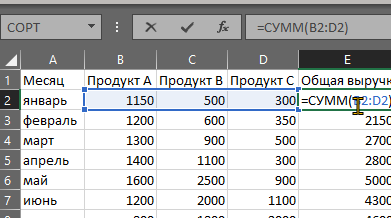 СОРТ =СУММ(B2:D2)
A B C D E
1 Месяц Продукт A Продукт B Продукт C Общая выручк
2 январь 1150 500 300 =СУММ(B2:D2)
3 февраль 1200 600 350 2150
4 март 1300 900 500 2700
5 апрель 1400 1100 300 2800
6 май 1600 2500 900 5000
7 июнь 1200 2000 1100 4300